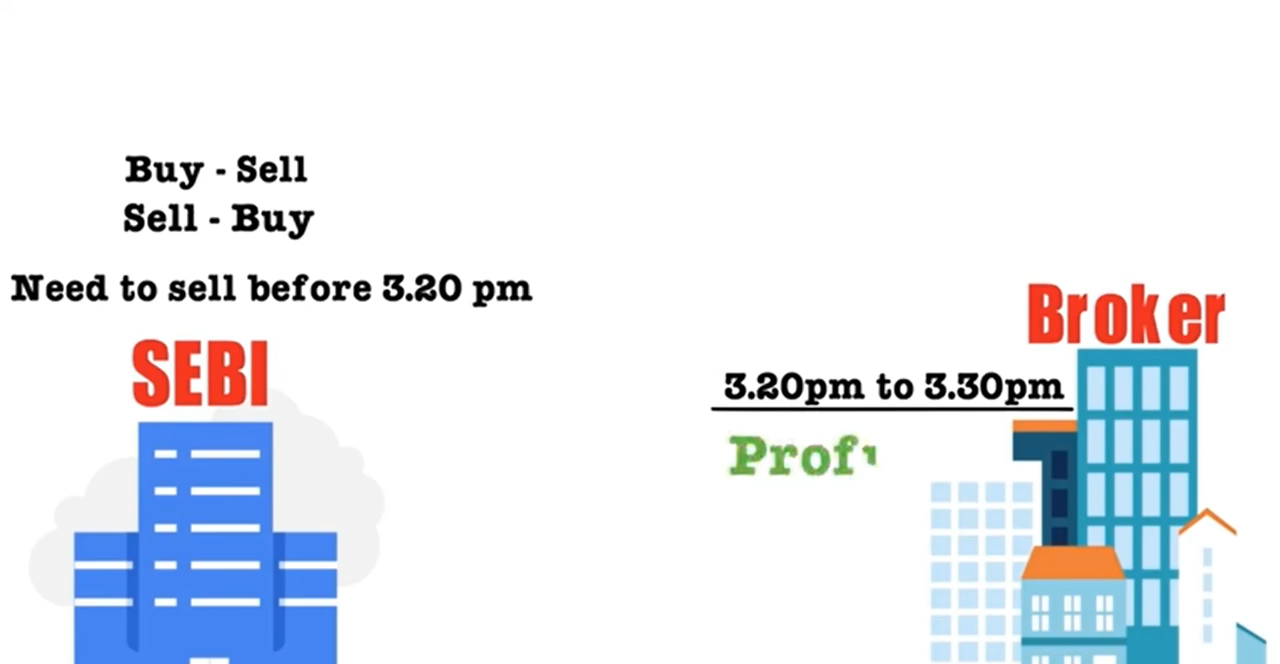 Buy - Sell
Sell - Buy
Need to sell before 3.20 pm
SEBI
Broker
3.20pm to 3.30pm